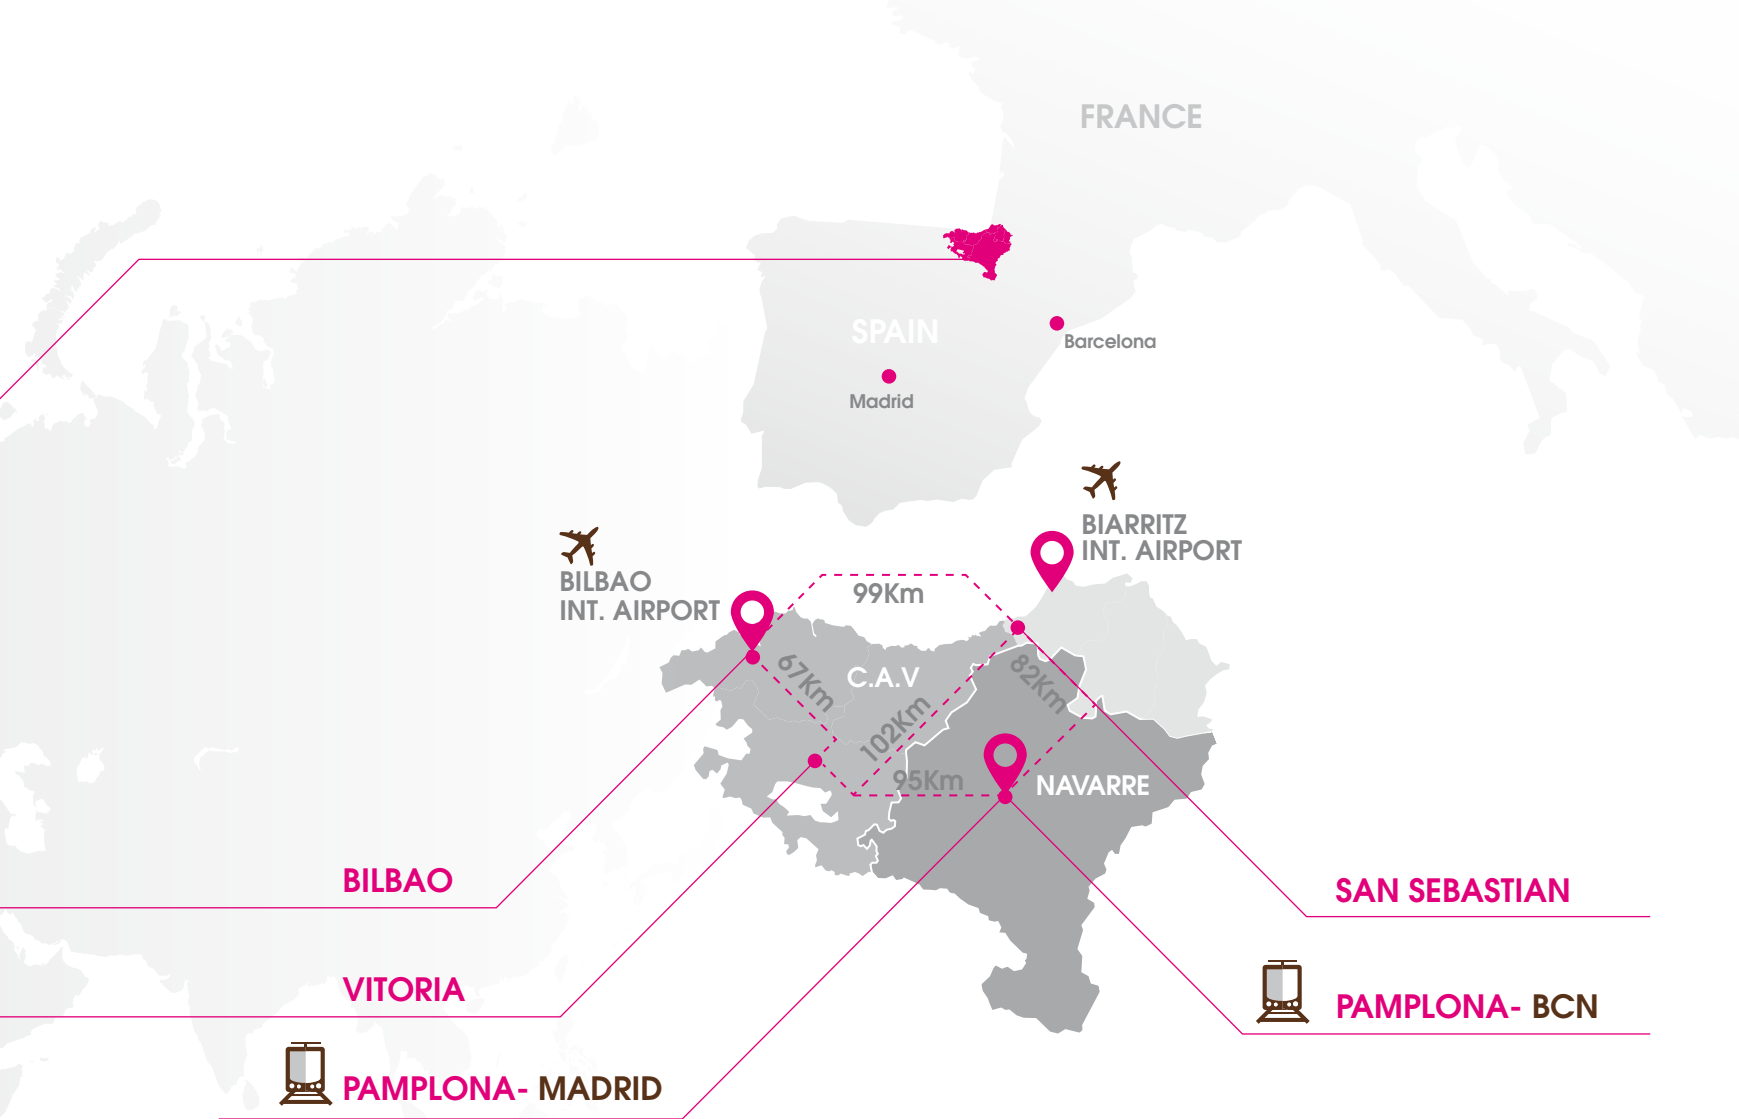 FRANCE
SPAIN
Barcelona
Madrid
BIARRITZ
INT. AIRPORT
BILBAO
INT. AIRPORT
99Km
67Km
C.A.V
82Km
102Km
95Km
NAVARRE
BILBAO
SAN SEBASTIAN
VITORIA
PAMPLONA- BCN
PAMPLONA- MADRID